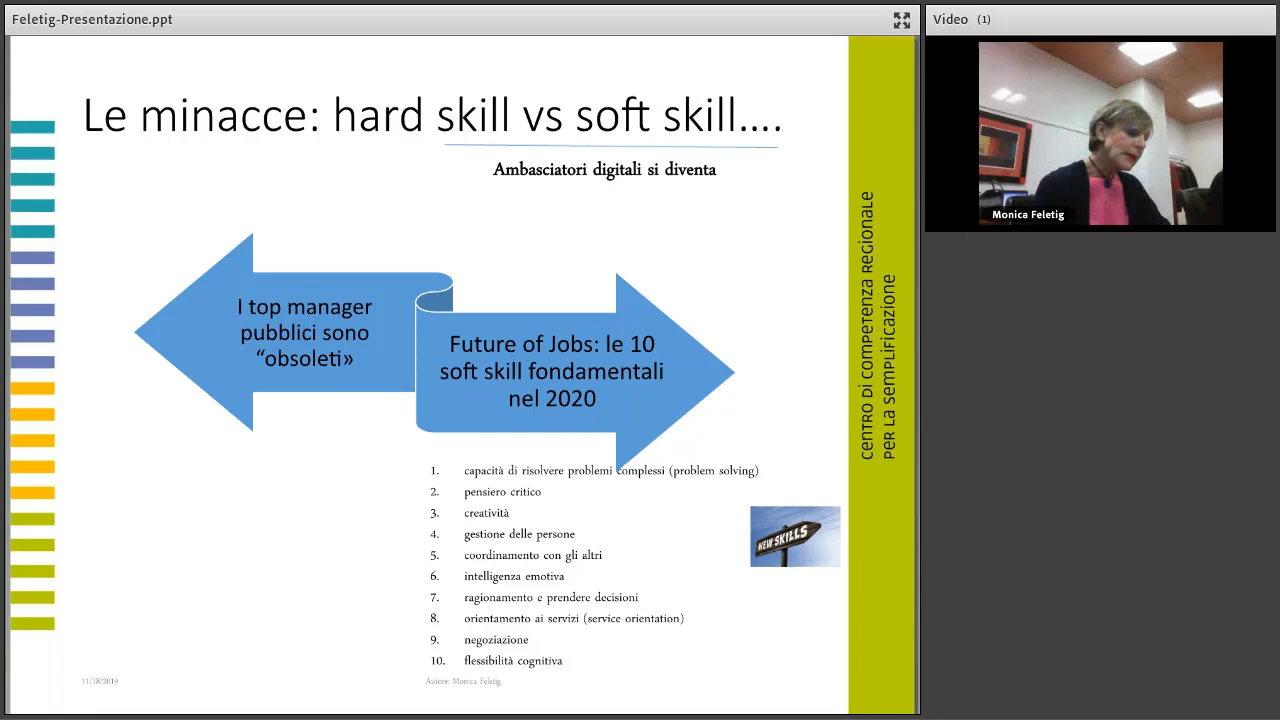 Feletig-Presentazione.ppt
Video (1)
Le minacce: hard skill vs soft skill....
Ambasciatori digitali si diventa
I top manager
pubblici sono
“obsoleti»
Future of Jobs: le 10
soft skill fondamentali
nel 2020
1. capacità di risolvere problemi complessi (problem solving)
2. pensiero critico
3. creatività
4. gestione delle persone
5. coordinamento con gli altri
6. intelligenza emotiva
7. ragionamento e prendere decisioni
8. orientamento ai servizi (service orientation)
9. negoziazione
10. flessibilità cognitiva
NEW SKILLS
11/18/2019
Autore: Monica Feletig
CENTRO DI COMPETENZA REGIONALE
PER LA SEMPLIFICAZIONE
Monica Feletig